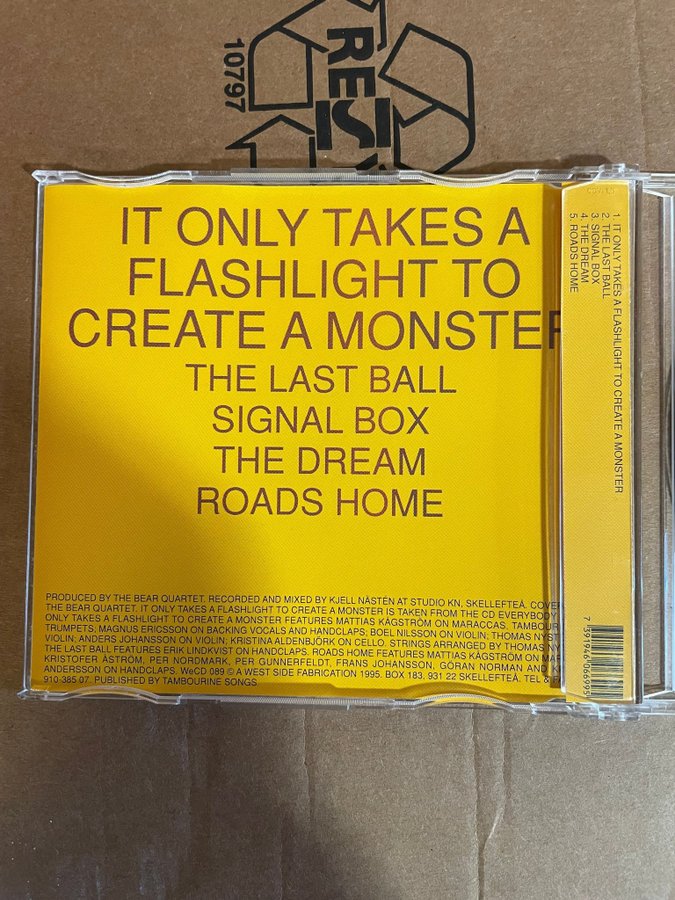 10797
RESY
IT ONLY TAKES A
FLASHLIGHT TO
CREATE A MONSTER
THE LAST BALL
SIGNAL BOX
THE DREAM
ROADS HOME
PRODUCED BY THE BEAR QUARTET. RECORDED AND MIXED BY KJELL NÄSTÉN AT STUDIO KN, SKELLEFTEÅ. COVER
THE BEAR QUARTET. IT ONLY TAKES A FLASHLIGHT TO CREATE A MONSTER IS TAKEN FROM THE CD EVERYBODY
ONLY TAKES A FLASHLIGHT TO CREATE A MONSTER FEATURES MATTIAS KÅGSTRÖM ON MARACCAS, TAMBOUR
TRUMPETS, MAGNUS ERICSSON ON BACKING VOCALS AND HANDCLAPS; BOEL NILSSON ON VIOLIN; THOMAS NYST
VIOLIN; ANDERS JOHANSSON ON VIOLIN; KRISTINA ALDENBJÖRK ON CELLO. STRINGS ARRANGED BY THOMAS NY
THE LAST BALL FEATURES ERIK LINDKVIST ON HANDCLAPS. ROADS HOME FEATURES MATTIAS KÅGSTRÖM ON MAR
KRISTOFER ÅSTRÖM, PER NORDMARK, PER GUNNERFELDT, FRANS JOHANSSON, GÖRAN NORMAN AND K
ANDERSSON ON HANDCLAPS. WeCD 089 © A WEST SIDE FABRICATION 1995. BOX 183, 931 22 SKELLEFTEÅ. TEL & FA
910-385 07. PUBLISHED BY TAMBOURINE SONGS.
1. IT ONLY TAKES A FLASHLIGHT TO CREATE A MONSTER
2. THE LAST BALL
3. SIGNAL BOX
4. THE DREAM
5. ROADS HOME